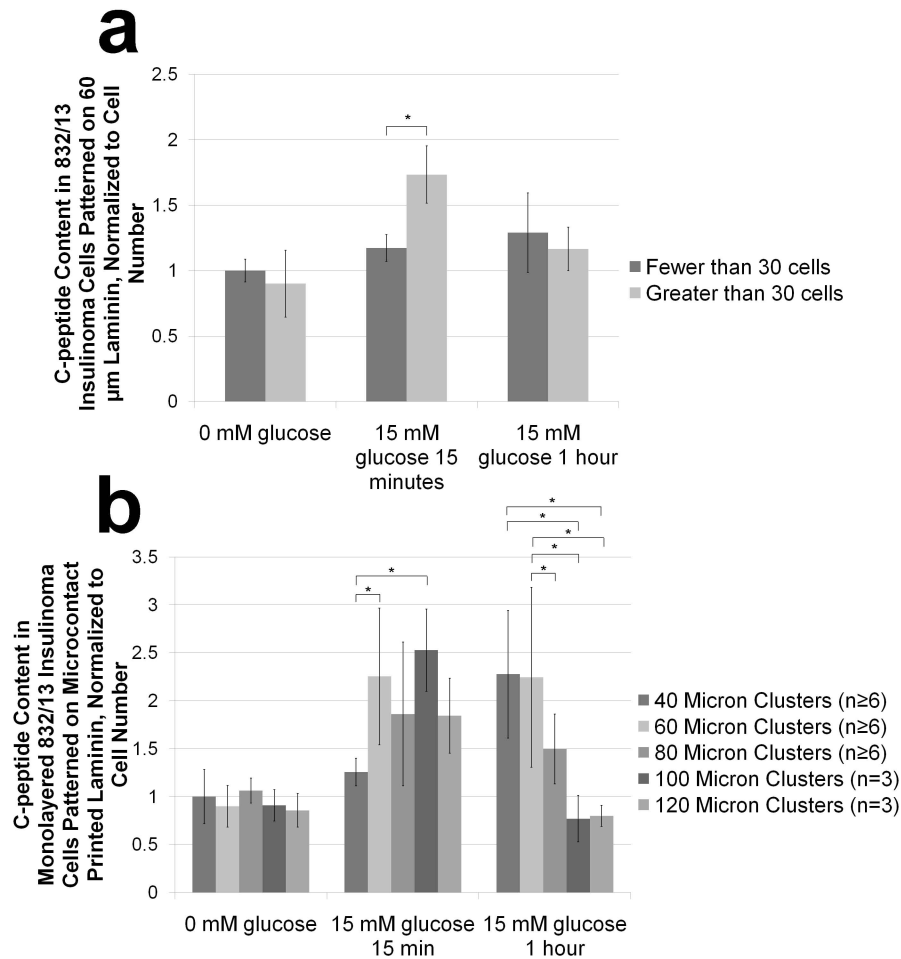 a
C-peptide Content in 832/13
Insulinoma Cells Patterned on 60
µm Laminin, Normalized to Cell
Number
2.5
2
1.5
1
0.5
0
*
0 mM glucose
15 mM
glucose 15
minutes
15 mM
glucose 1 hour
Fewer than 30 cells
Greater than 30 cells
b
C-peptide Content in
Monolayered 832/13 Insulinoma
Cells Patterned on Microcontact
Printed Laminin, Normalized to
Cell Number
3.5
3
2.5
2
1.5
1
0.5
0
*
*
*
*
*
*
*
0 mM glucose
15 mM glucose
15 min
15 mM glucose
1 hour
40 Micron Clusters (n≥6)
60 Micron Clusters (n≥6)
80 Micron Clusters (n≥6)
100 Micron Clusters (n=3)
120 Micron Clusters (n=3)